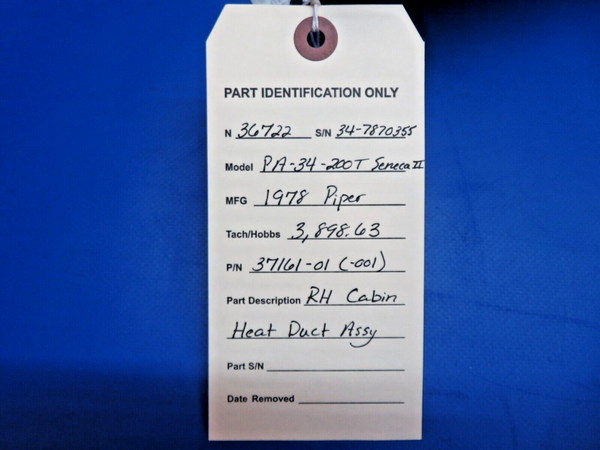 PART IDENTIFICATION ONLY
N 36722 S/N 34-7870355
Model PA-34-200T Seneca II
MFG 1978 Piper
Tach/Hobbs 3,898.63
P/N 37161-01 (-001)
Part Description RH Cabin
Heat Duct Assy
Part S/N
Date Removed